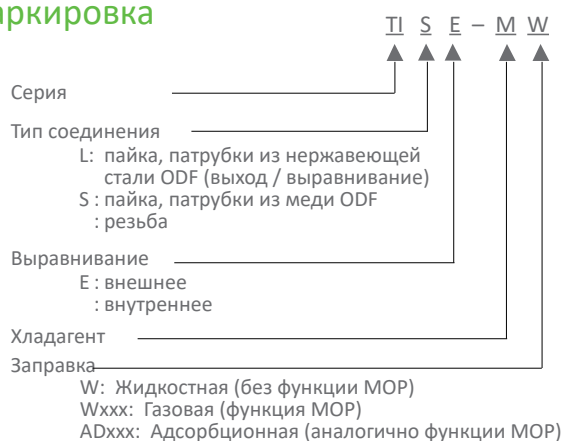 аркировка
TI S E – M W
Серия
Тип соединения
L: пайка, патрубки из нержавеющей
стали ODF (выход / выравнивание)
S : пайка, патрубки из меди ODF
: резьба
Выравнивание
E : внешнее
: внутреннее
Хладагент
Заправка
W: Жидкостная (без функции MOP)
Wxxx: Газовая (функция MOP)
ADxxx: Адсорбционная (аналогично функции MOP)